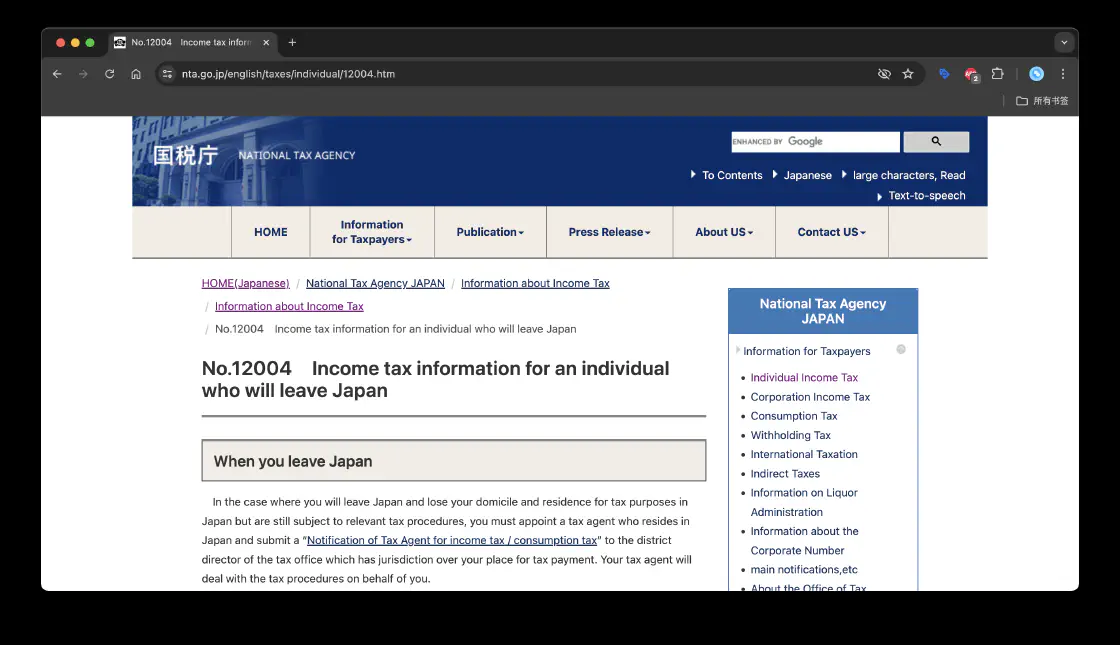 No.12004 Income tax inform
nta.go.jp/english/taxes/individual/12004.htm
2
所有书签
国税庁 NATIONAL TAX AGENCY
ENHANCED BY Google
To Contents Japanese large characters, Read
Text-to-speech
HOME
Information
for Taxpayers
Publication
Press Release
About US
Contact US
HOME(Japanese) / National Tax Agency JAPAN / Information about Income Tax
/ Information about Income Tax
/ No.12004 Income tax information for an individual who will leave Japan
No.12004 Income tax information for an individual
who will leave Japan
When you leave Japan
In the case where you will leave Japan and lose your domicile and residence for tax purposes in
Japan but are still subject to relevant tax procedures, you must appoint a tax agent who resides in
Japan and submit a “Notification of Tax Agent for income tax / consumption tax” to the district
director of the tax office which has jurisdiction over your place for tax payment. Your tax agent will
deal with the tax procedures on behalf of you.
National Tax Agency
JAPAN
Information for Taxpayers
• Individual Income Tax
• Corporation Income Tax
• Consumption Tax
• Withholding Tax
• International Taxation
• Indirect Taxes
• Information on Liquor
Administration
• Information about the
Corporate Number
• main notifications,etc
• About the Office of Tax